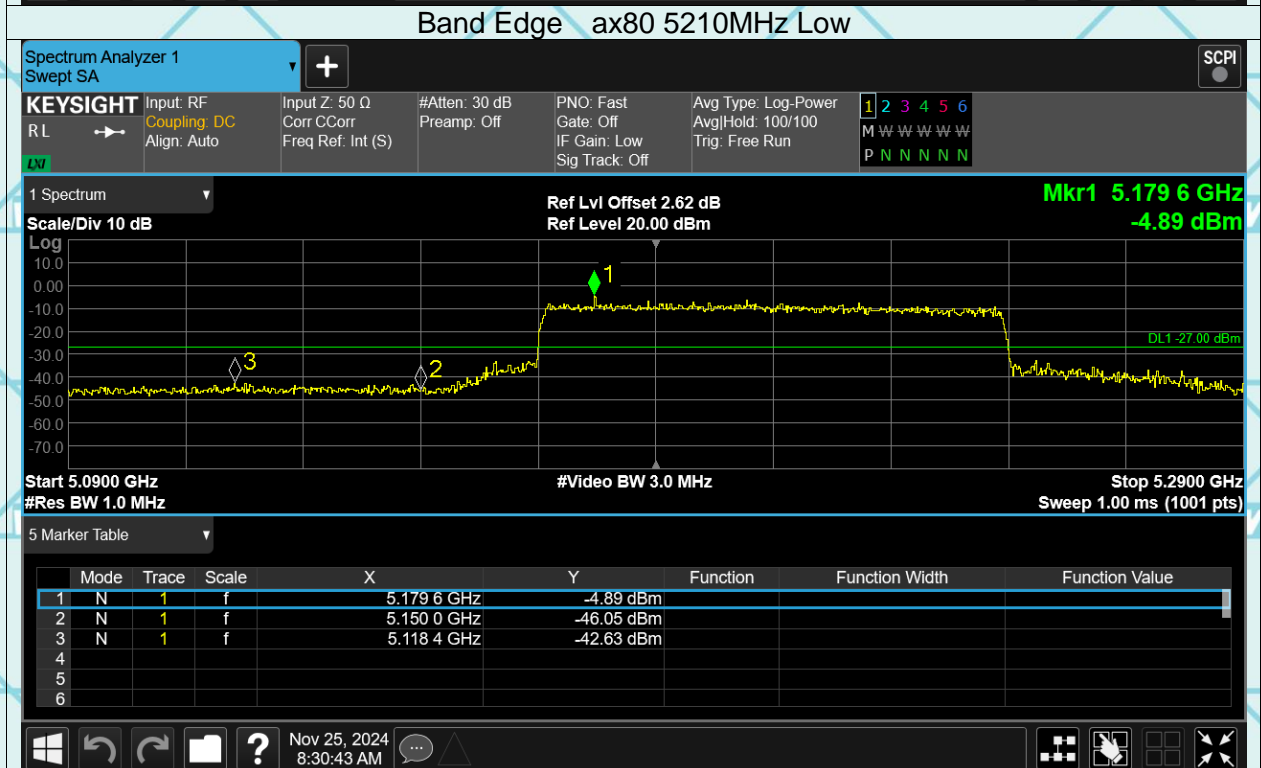 Band Edge ax80 5210MHz Low
Spectrum Analyzer 1
Swept SA
SCPI
KEYSIGHT Input: RF Input Z: 50 Ω #Atten: 30 dB PNO: Fast Avg Type: Log-Power 1 2 3 4 5 6
R L Coupling: DC Corr CCorr Preamp: Off Gate: Off Avg|Hold: 100/100 M W W W W W
Align: Auto Freq Ref: Int (S) IF Gain: Low Trig: Free Run
LXI Sig Track: Off P N N N N N
1 Spectrum Ref Lvl Offset 2.62 dB Mkr1 5.179 6 GHz
Scale/Div 10 dB Ref Level 20.00 dBm -4.89 dBm
Log
10.0
0.00 1
-10.0
-20.0
DL1 -27.00 dBm
-30.0
3 2
-40.0
-50.0
-60.0
-70.0
Start 5.0900 GHz #Video BW 3.0 MHz Stop 5.2900 GHz
#Res BW 1.0 MHz Sweep 1.00 ms (1001 pts)
5 Marker Table
Mode Trace Scale X Y Function Function Width Function Value
1 N 1 f 5.179 6 GHz -4.89 dBm
2 N 1 f 5.150 0 GHz -46.05 dBm
3 N 1 f 5.118 4 GHz -42.63 dBm
4
5
6
? Nov 25, 2024
8:30:43 AM